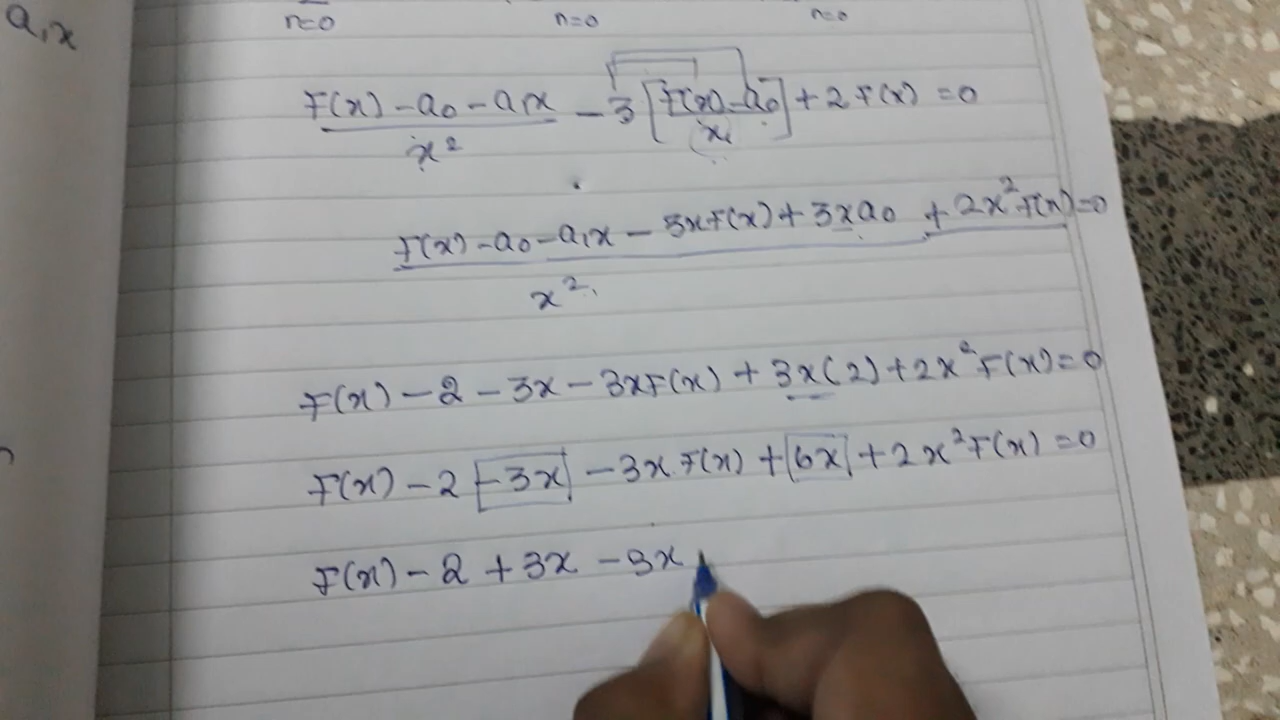 a₁x
n=0 n=0 n=0
F(x) - a₀ - a₁x / x² - 3 [F(x) - a₀ / x] + 2 F(x) = 0
F(x) - a₀ - a₁x - 3xF(x) + 3xa₀ + 2x²F(x) = 0 / x²
F(x) - 2 - 3x - 3xF(x) + 3x(2) + 2x²F(x) = 0
F(x) - 2 - 3x - 3x.F(x) + 6x + 2x²F(x) = 0
F(x) - 2 + 3x - 3x